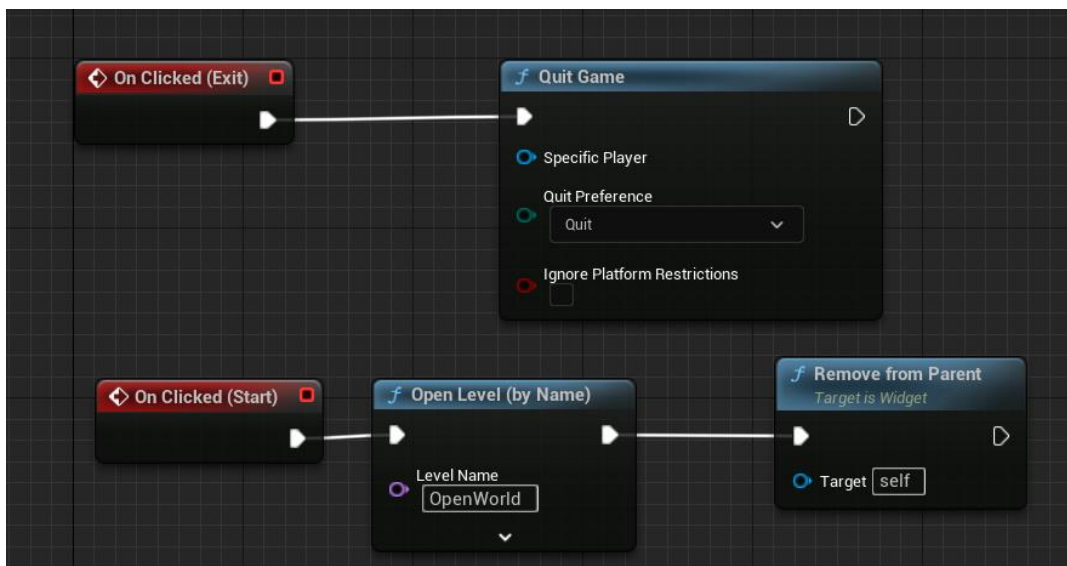 On Clicked (Exit)
f Quit Game
Specific Player
Quit Preference
Quit
Ignore Platform Restrictions
On Clicked (Start)
f Open Level (by Name)
Level Name
OpenWorld
f Remove from Parent
Target is Widget
Target self